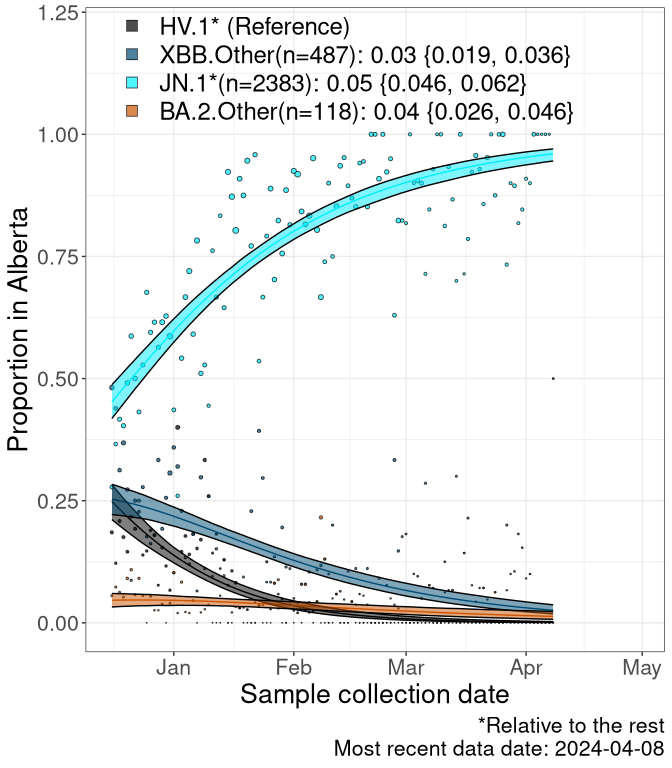 HV.1* (Reference)
XBB.Other(n=487): 0.03 {0.019, 0.036}
JN.1*(n=2383): 0.05 {0.046, 0.062}
BA.2.Other(n=118): 0.04 {0.026, 0.046}
1.25
1.00
0.75
0.50
0.25
0.00
Proportion in Alberta
Jan Feb Mar Apr May
Sample collection date
*Relative to the rest
Most recent data date: 2024-04-08